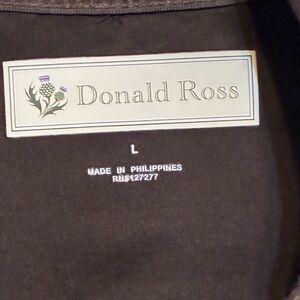 Donald Ross
L
MADE IN PHILIPPINES
RN#127277